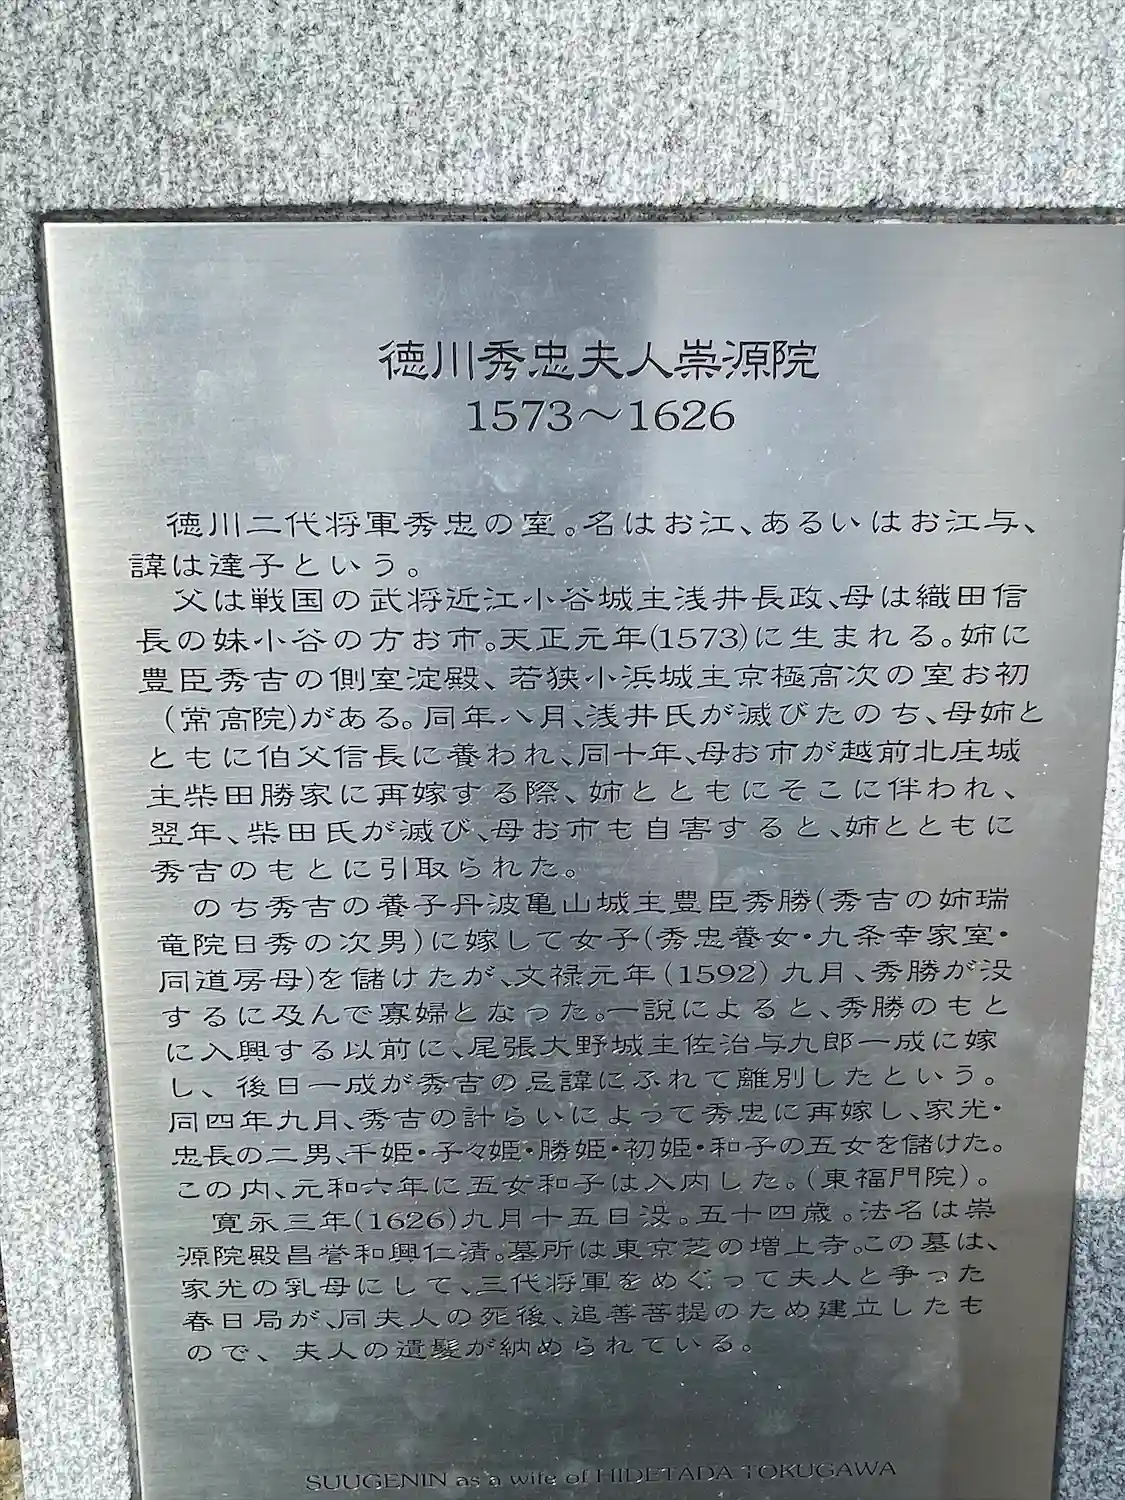 徳川秀忠夫人崇源院
1573～1626
徳川二代将軍秀忠の室。名はお江、あるいはお江与、
諱は達子という。
父は戦国の武将近江小谷城主浅井長政、母は織田信
長の妹小谷の方お市。天正元年(1573)に生まれる。姉に
豊臣秀吉の側室淀殿、若狭小浜城主京極高次の室お初
(常高院)がある。同年八月、浅井氏が滅びたのち、母姉と
ともに伯父信長に養われ、同十年、母お市が越前北庄城
主柴田勝家に再嫁する際、姉とともにそこに伴われ、
翌年、柴田氏が滅び、母お市も自害すると、姉とともに
秀吉のもとに引取られた。
のち秀吉の養子丹波亀山城主豊臣秀勝(秀吉の姉瑞
竜院日秀の次男)に嫁して女子(秀忠養女・九条幸家室・
同道房母)を儲けたが、文禄元年(1592)九月、秀勝が没
するに及んで寡婦となった。一説によると、秀勝のもと
に入興する以前に、尾張大野城主佐治与九郎一成に嫁
し、後日一成が秀吉の忌諱にふれて離別したという。
同四年九月、秀吉の計らいによって秀忠に再嫁し、家光・
忠長の二男、千姫・子々姫・勝姫・初姫・和子の五女を儲けた。
この内、元和六年に五女和子は入内した。(東福門院)。
寛永三年(1626)九月十五日没。五十四歳。法名は崇
源院殿昌誉和興仁清。墓所は東京芝の増上寺。この墓は、
家光の乳母にして、三代将軍をめぐって夫人と争った
春日局が、同夫人の死後、追善菩提のため建立したも
ので、夫人の遺髪が納められている。
SUUGENIN as a wife of HIDETADA TOKUGAWA